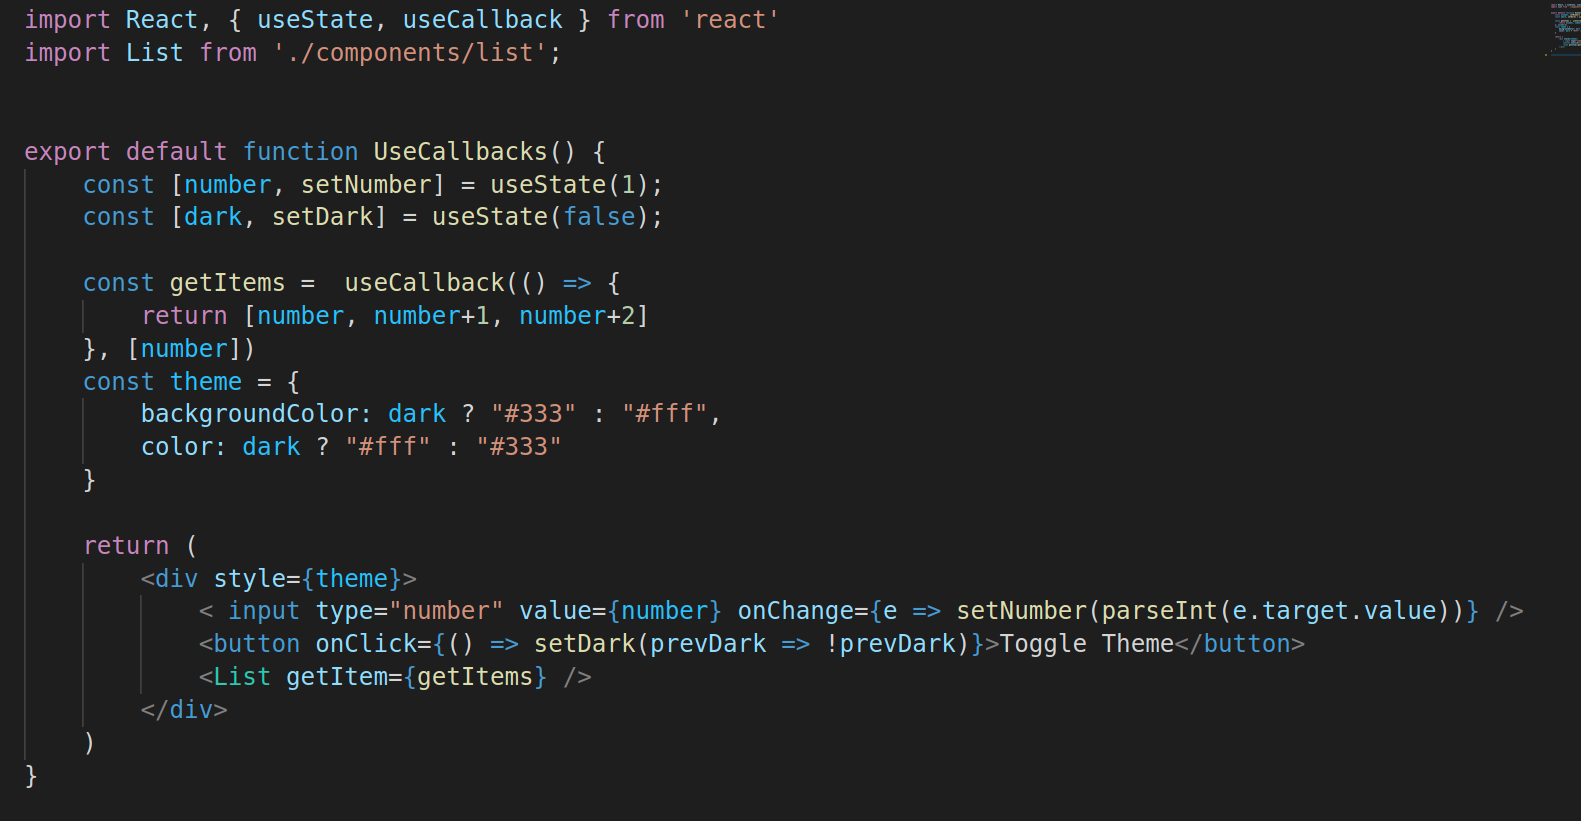 import React, { useState, useCallback } from 'react'
import List from './components/list';
export default function UseCallbacks() {
    const [number, setNumber] = useState(1);
    const [dark, setDark] = useState(false);
    const getItems =  useCallback(() => {
        return [number, number+1, number+2]
    }, [number])
    const theme = {
        backgroundColor: dark ? "#333" : "#fff",
        color: dark ? "#fff" : "#333"
    }
    return (
        <div style={theme}>
            < input type="number" value={number} onChange={e => setNumber(parseInt(e.target.value))} />
            <button onClick={() => setDark(prevDark => !prevDark)}>Toggle Theme</button>
            <List getItem={getItems} />
        </div>
    )
}